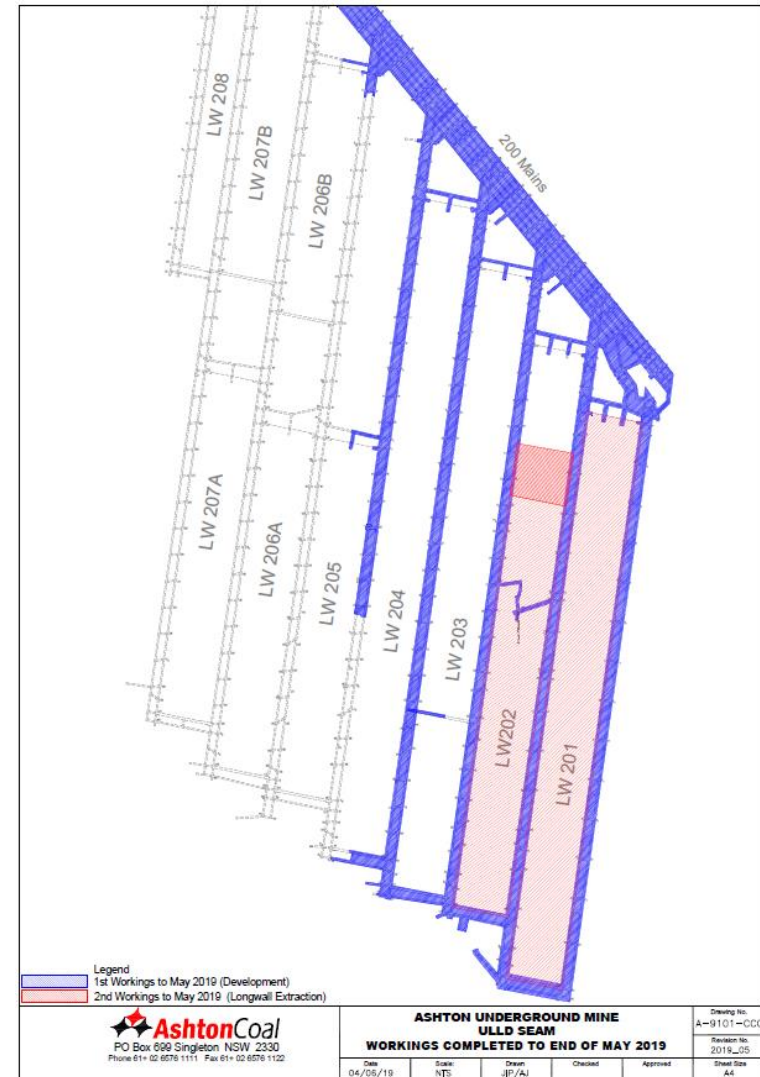 LW 208
LW 207B
LW 206B
200 Mains
LW 207A
LW 206A
LW 205
LW 204
LW 203
LW202
LW 201
Legend
1st Workings to May 2019 (Development)
2nd Workings to May 2019 (Longwall Extraction)
AshtonCoal
PO Box 699 Singleton NSW 2330
Phone 61+ 02 6576 1111 Fax 61+ 02 6576 1122
ASHTON UNDERGROUND MINE
ULLD SEAM
WORKINGS COMPLETED TO END OF MAY 2019
Date
04/06/19
Scale:
NTS
Drawn
JP/AJ
Checked
Approved
Drawing No.
A-9101-CCC
Revision No.
2019_05
Sheet Size
A4